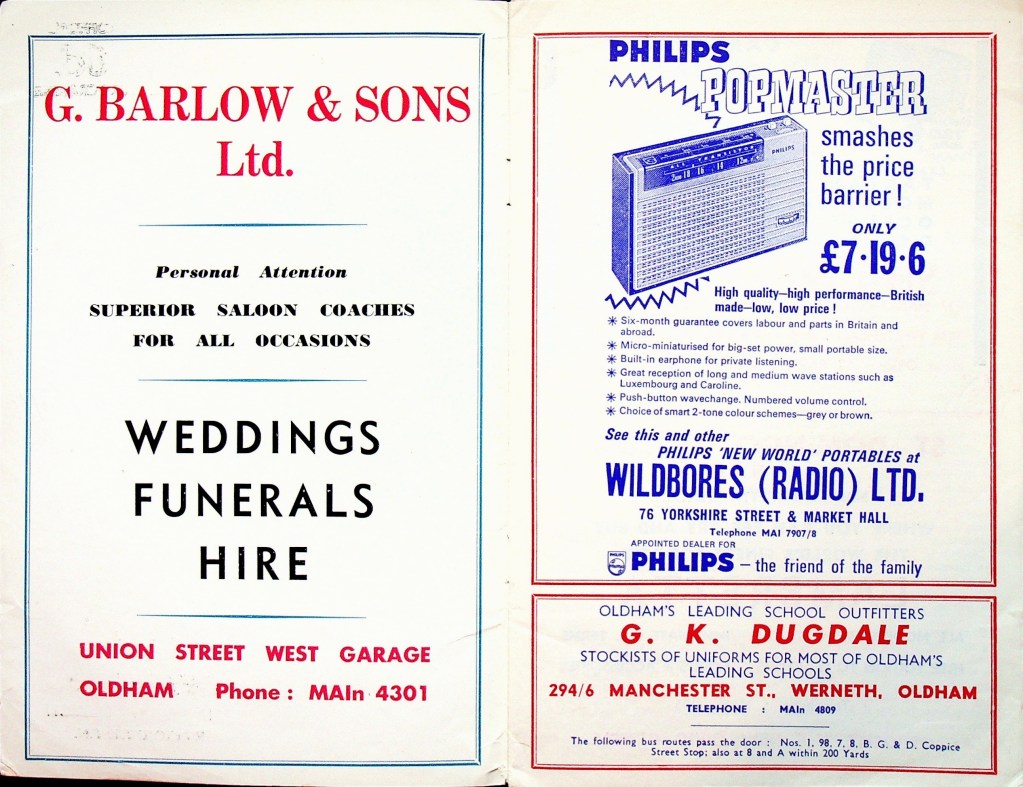 G. BARLOW & SONS
Ltd.
Personal Attention
SUPERIOR SALOON COACHES
FOR ALL OCCASIONS
WEDDINGS
FUNERALS
HIRE
UNION STREET WEST GARAGE
OLDHAM Phone : MAIn 4301
PHILIPS
POPMASTER
smashes
the price
barrier !
ONLY
£7·19·6
PHILIPS
High quality—high performance—British
made—low, low price !
✳ Six-month guarantee covers labour and parts in Britain and
abroad.
✳ Micro-miniaturised for big-set power, small portable size.
✳ Built-in earphone for private listening.
✳ Great reception of long and medium wave stations such as
Luxembourg and Caroline.
✳ Push-button wavechange. Numbered volume control.
✳ Choice of smart 2-tone colour schemes—grey or brown.
See this and other
PHILIPS 'NEW WORLD' PORTABLES at
WILDBORES (RADIO) LTD.
76 YORKSHIRE STREET & MARKET HALL
Telephone MAI 7907/8
APPOINTED DEALER FOR
PHILIPS — the friend of the family
OLDHAM'S LEADING SCHOOL OUTFITTERS
G. K. DUGDALE
STOCKISTS OF UNIFORMS FOR MOST OF OLDHAM'S
LEADING SCHOOLS
294/6 MANCHESTER ST., WERNETH, OLDHAM
TELEPHONE : MAIn 4809
The following bus routes pass the door : Nos. 1, 98, 7, 8, B. G. & D. Coppice
Street Stop; also at 8 and A within 200 Yards